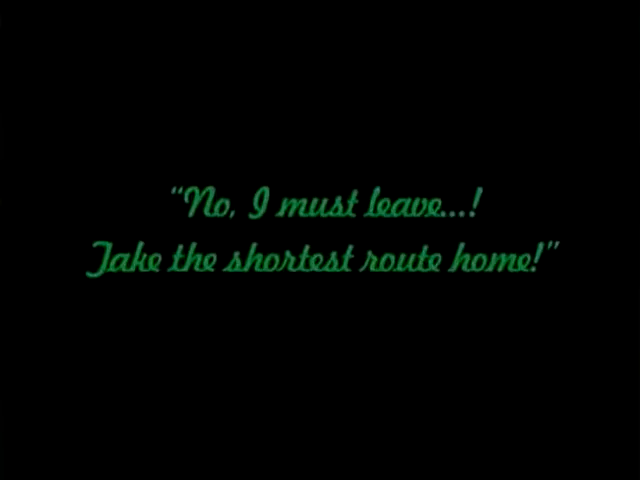 “No, I must leave...!
Take the shortest route home!”